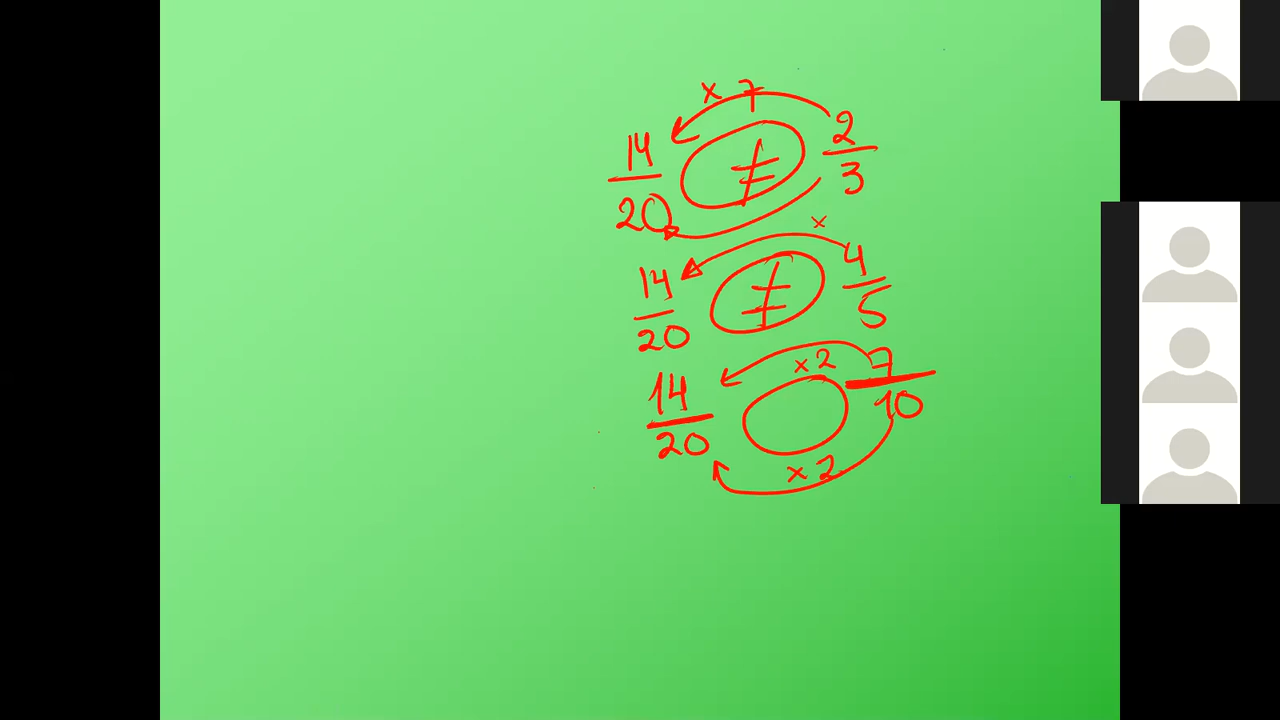 × 7
14/20 ≠ 2/3
×
14/20 ≠ 4/5
× 2
14/20 7/10
× 2